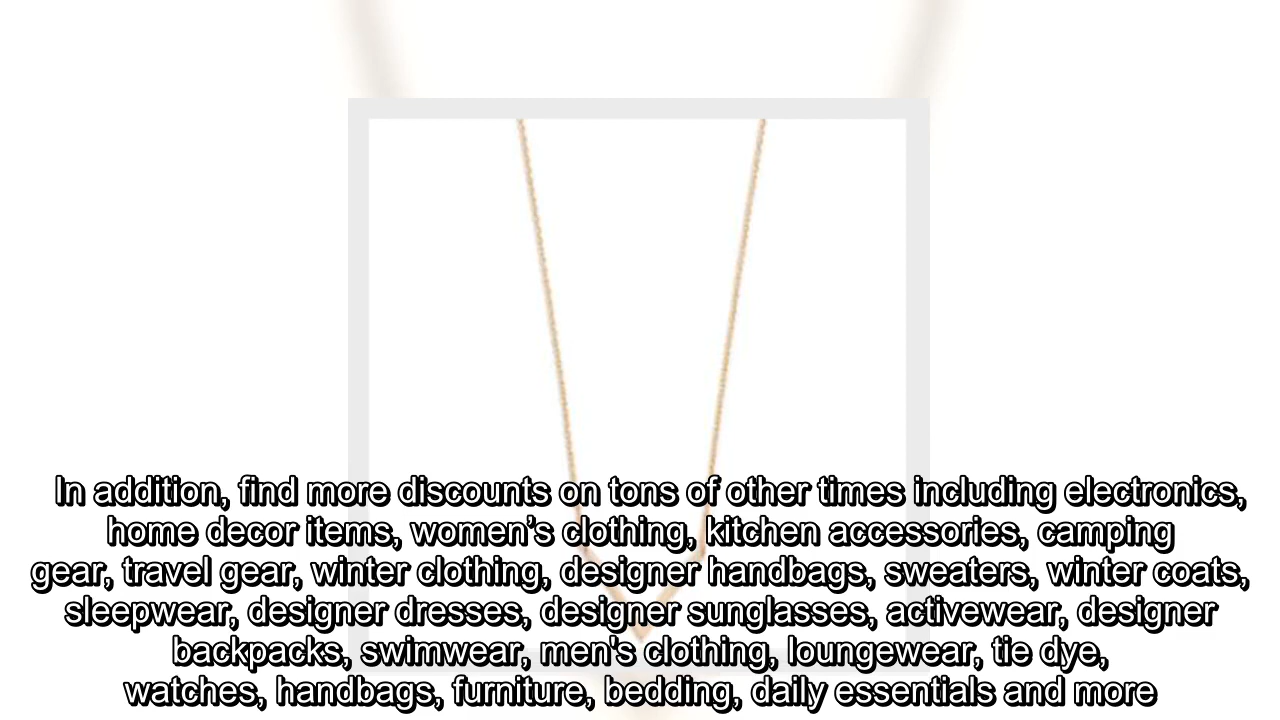 In addition, find more discounts on tons of other times including electronics,
home decor items, women’s clothing, kitchen accessories, camping
gear, travel gear, winter clothing, designer handbags, sweaters, winter coats,
sleepwear, designer dresses, designer sunglasses, activewear, designer
backpacks, swimwear, men's clothing, loungewear, tie dye,
watches, handbags, furniture, bedding, daily essentials and more